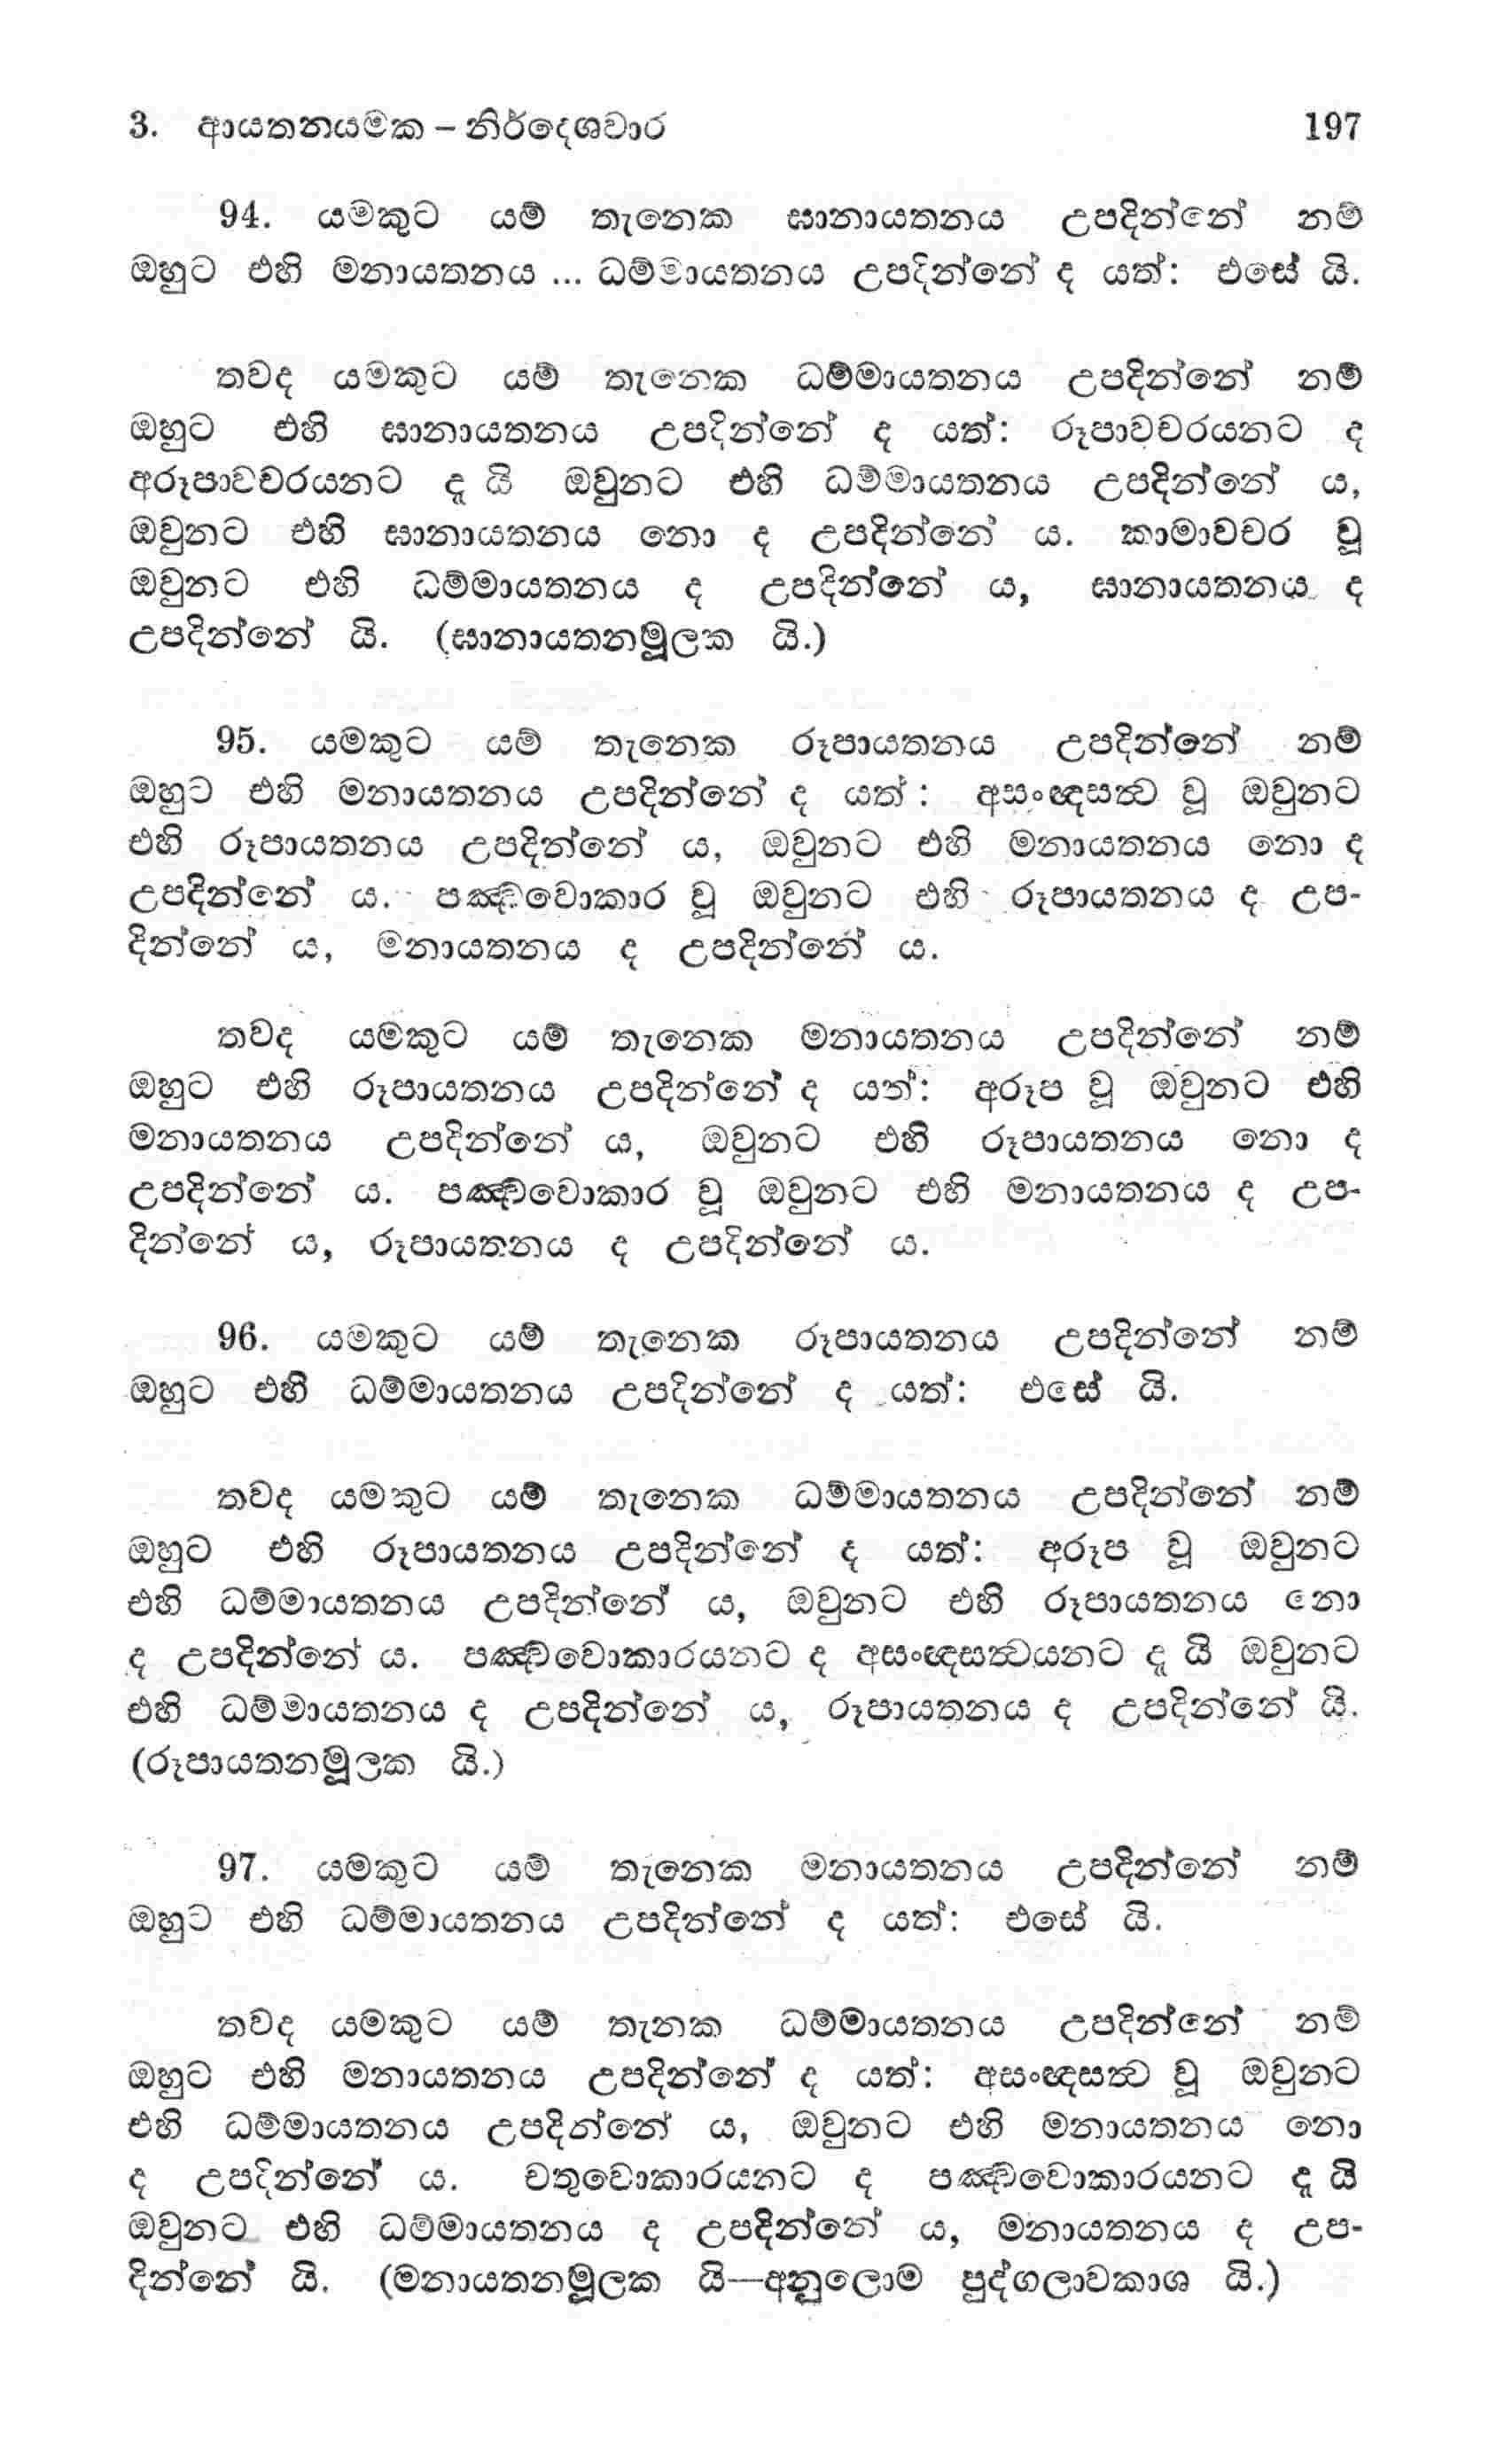 3. ආයතනයමක – නිර්දෙශවාර 197
94. යමකුට යම් තැනෙක ඝානායතනය උපදින්නේ නම්
ඔහුට එහි මනායතනය ... ධම්මායතනය උපදින්නේ ද යත්: එසේ යි.
තවද යමකුට යම් තැනෙක ධම්මායතනය උපදින්නේ නම්
ඔහුට එහි ඝානායතනය උපදින්නේ ද යත්: රූපාවචරයනට ද
අරූපාවචරයනට දු යි ඔවුනට එහි ධම්මායතනය උපදින්නේ ය,
ඔවුනට එහි ඝානායතනය නො ද උපදින්නේ ය. කාමාවචර වූ
ඔවුනට එහි ධම්මායතනය ද උපදින්නේ ය, ඝානායතනය ද
උපදින්නේ යි. (ඝානායතනමූලක යි.)
95. යමකුට යම් තැනෙක රූපායතනය උපදින්නේ නම්
ඔහුට එහි මනායතනය උපදින්නේ ද යත්: අසංඥසත්‍ව වූ ඔවුනට
එහි රූපායතනය උපදින්නේ ය, ඔවුනට එහි මනායතනය නො ද
උපදින්නේ ය. පඤ්චවොකාර වූ ඔවුනට එහි රූපායතනය ද උප-
දින්නේ ය, මනායතනය ද උපදින්නේ ය.
තවද යමකුට යම් තැනෙක මනායතනය උපදින්නේ නම්
ඔහුට එහි රූපායතනය උපදින්නේ ද යත්: අරූප වූ ඔවුනට එහි
මනායතනය උපදින්නේ ය, ඔවුනට එහි රූපායතනය නො ද
උපදින්නේ ය. පඤ්චවොකාර වූ ඔවුනට එහි මනායතනය ද උප-
දින්නේ ය, රූපායතනය ද උපදින්නේ ය.
96. යමකුට යම් තැනෙක රූපායතනය උපදින්නේ නම්
ඔහුට එහි ධම්මායතනය උපදින්නේ ද යත්: එසේ යි.
තවද යමකුට යම් තැනෙක ධම්මායතනය උපදින්නේ නම්
ඔහුට එහි රූපායතනය උපදින්නේ ද යත්: අරූප වූ ඔවුනට
එහි ධම්මායතනය උපදින්නේ ය, ඔවුනට එහි රූපායතනය නො
ද උපදින්නේ ය. පඤ්චවොකාරයනට ද අසංඥසත්‍වයනට දු යි ඔවුනට
එහි ධම්මායතනය ද උපදින්නේ ය, රූපායතනය ද උපදින්නේ යි.
(රූපායතනමූලක යි.)
97. යමකුට යම් තැනෙක මනායතනය උපදින්නේ නම්
ඔහුට එහි ධම්මායතනය උපදින්නේ ද යත්: එසේ යි.
තවද යමකුට යම් තැනක ධම්මායතනය උපදින්නේ නම්
ඔහුට එහි මනායතනය උපදින්නේ ද යත්: අසංඥසත්‍ව වූ ඔවුනට
එහි ධම්මායතනය උපදින්නේ ය, ඔවුනට එහි මනායතනය නො
ද උපදින්නේ ය. චතුවොකාරයනට ද පඤ්චවොකාරයනට දු යි
ඔවුනට එහි ධම්මායතනය ද උපදින්නේ ය, මනායතනය ද උප-
දින්නේ යි. (මනායතනමූලක යි—අනුලොම පුද්ගලාවකාශ යි.)